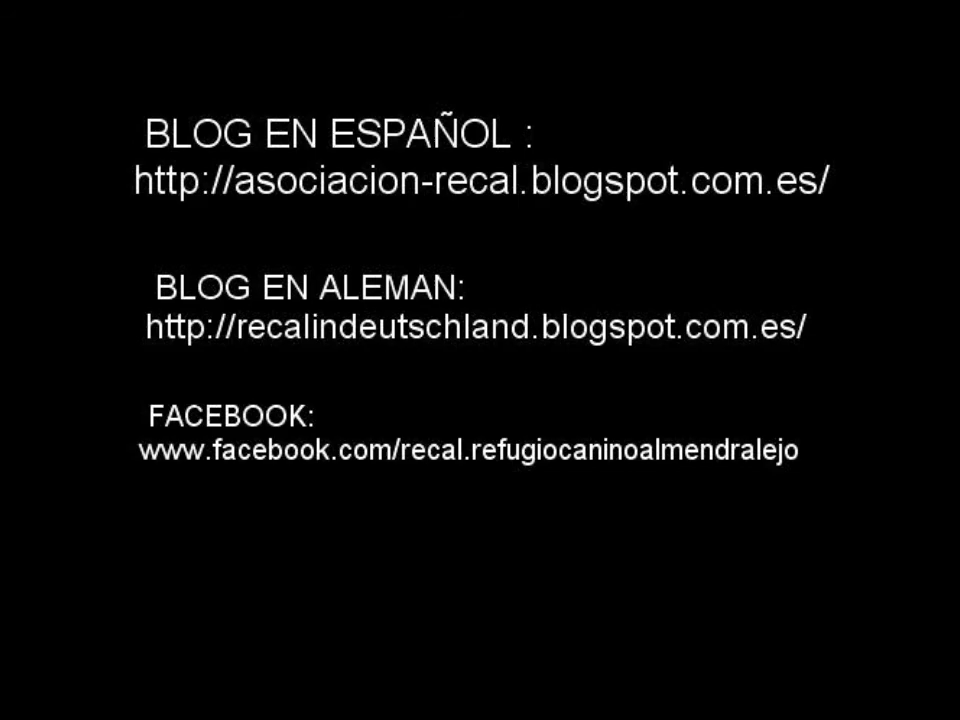 BLOG EN ESPAÑOL :
http://asociacion-recal.blogspot.com.es/
BLOG EN ALEMAN:
http://recalindeutschland.blogspot.com.es/
FACEBOOK:
www.facebook.com/recal.refugiocaninoalmendralejo